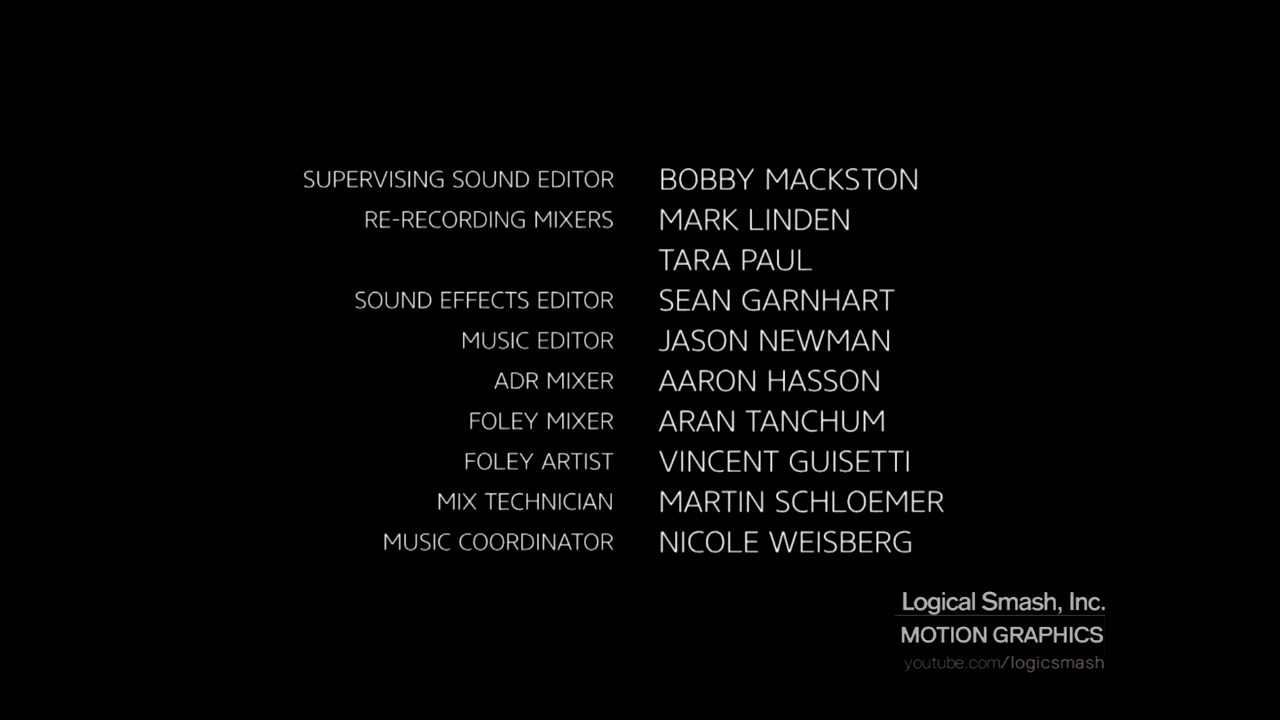 SUPERVISING SOUND EDITOR BOBBY MACKSTON
RE-RECORDING MIXERS MARK LINDEN
TARA PAUL
SOUND EFFECTS EDITOR SEAN GARNHART
MUSIC EDITOR JASON NEWMAN
ADR MIXER AARON HASSON
FOLEY MIXER ARAN TANCHUM
FOLEY ARTIST VINCENT GUISETTI
MIX TECHNICIAN MARTIN SCHLOEMER
MUSIC COORDINATOR NICOLE WEISBERG
Logical Smash, Inc.
MOTION GRAPHICS
youtube.com/logicsmash